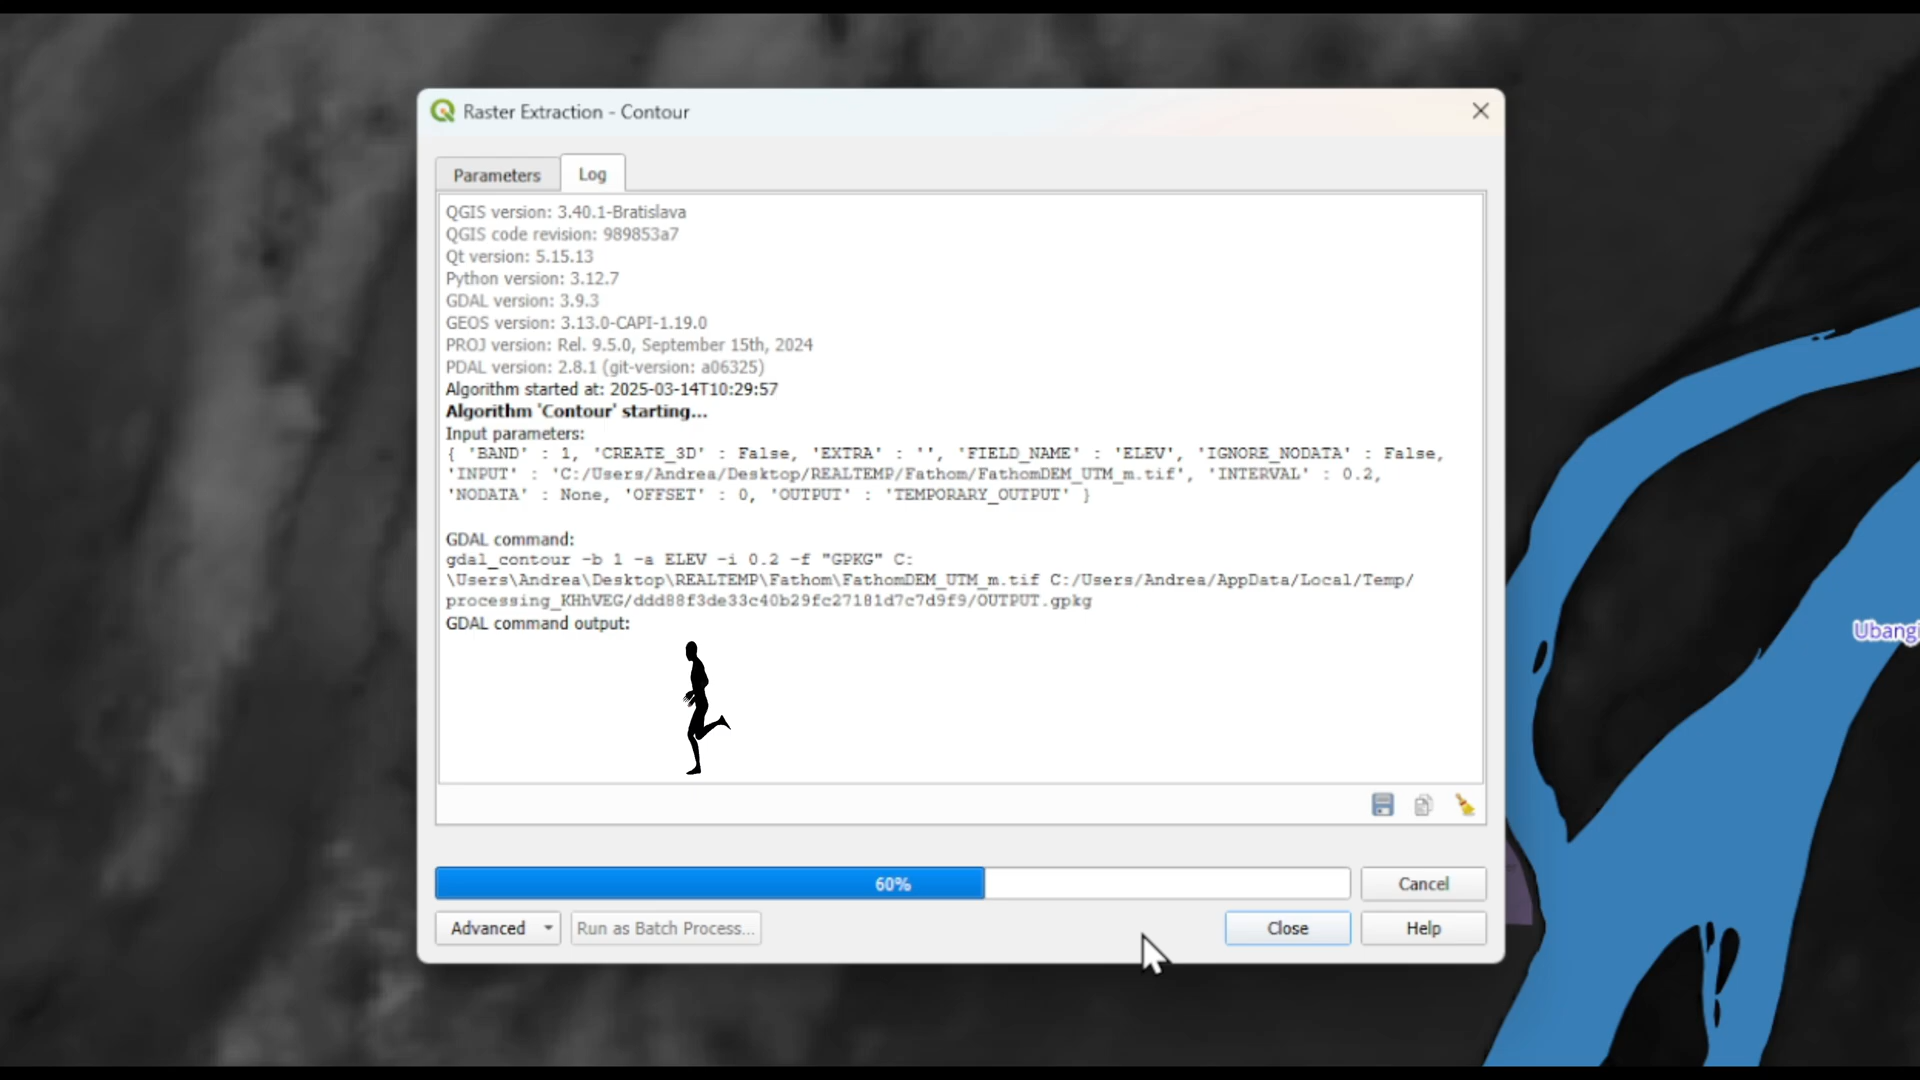 Raster Extraction - Contour
Parameters
Log
QGIS version: 3.40.1-Bratislava
QGIS code revision: 989853a7
Qt version: 5.15.13
Python version: 3.12.7
GDAL version: 3.9.3
GEOS version: 3.13.0-CAPI-1.19.0
PROJ version: Rel. 9.5.0, September 15th, 2024
PDAL version: 2.8.1 (git-version: a06325)
Algorithm started at: 2025-03-14T10:29:57
Algorithm 'Contour' starting...
Input parameters:
{ 'BAND' : 1, 'CREATE_3D' : False, 'EXTRA' : '', 'FIELD_NAME' : 'ELEV', 'IGNORE_NODATA' : False,
'INPUT' : 'C:/Users/Andrea/Desktop/REALTEMP/Fathom/FathomDEM_UTM_m.tif', 'INTERVAL' : 0.2,
'NODATA' : None, 'OFFSET' : 0, 'OUTPUT' : 'TEMPORARY_OUTPUT' }
GDAL command:
gdal_contour -b 1 -a ELEV -i 0.2 -f "GPKG" C:
\Users\Andrea\Desktop\REALTEMP\Fathom\FathomDEM_UTM_m.tif C:/Users/Andrea/AppData/Local/Temp/
processing_KHhVEG/ddd88f3de33c40b29fc27181d7c7d9f9/OUTPUT.gpkg
GDAL command output:
Ubangi
60%
Cancel
Advanced
Run as Batch Process...
Close
Help